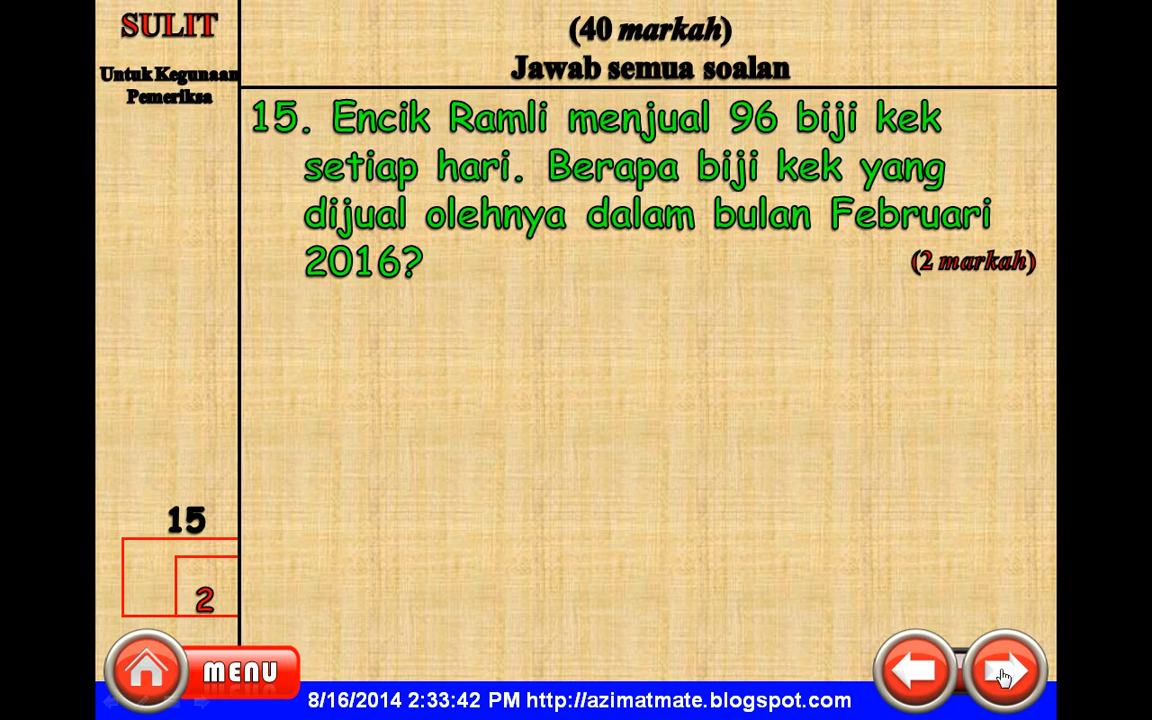 SULIT
Untuk Kegunaan
Pemeriksa
(40 markah)
Jawab semua soalan
15. Encik Ramli menjual 96 biji kek
setiap hari. Berapa biji kek yang
dijual olehnya dalam bulan Februari
2016?
(2 markah)
15
2
MENU
8/16/2014 2:33:42 PM http://azimatmate.blogspot.com